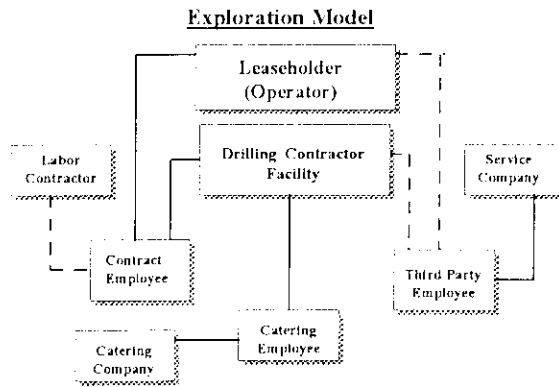 Exploration Model
Leaseholder
(Operator)
Labor
Contractor
Drilling Contractor
Facility
Service
Company
Contract
Employee
Third Party
Employee
Catering
Employee
Catering
Company